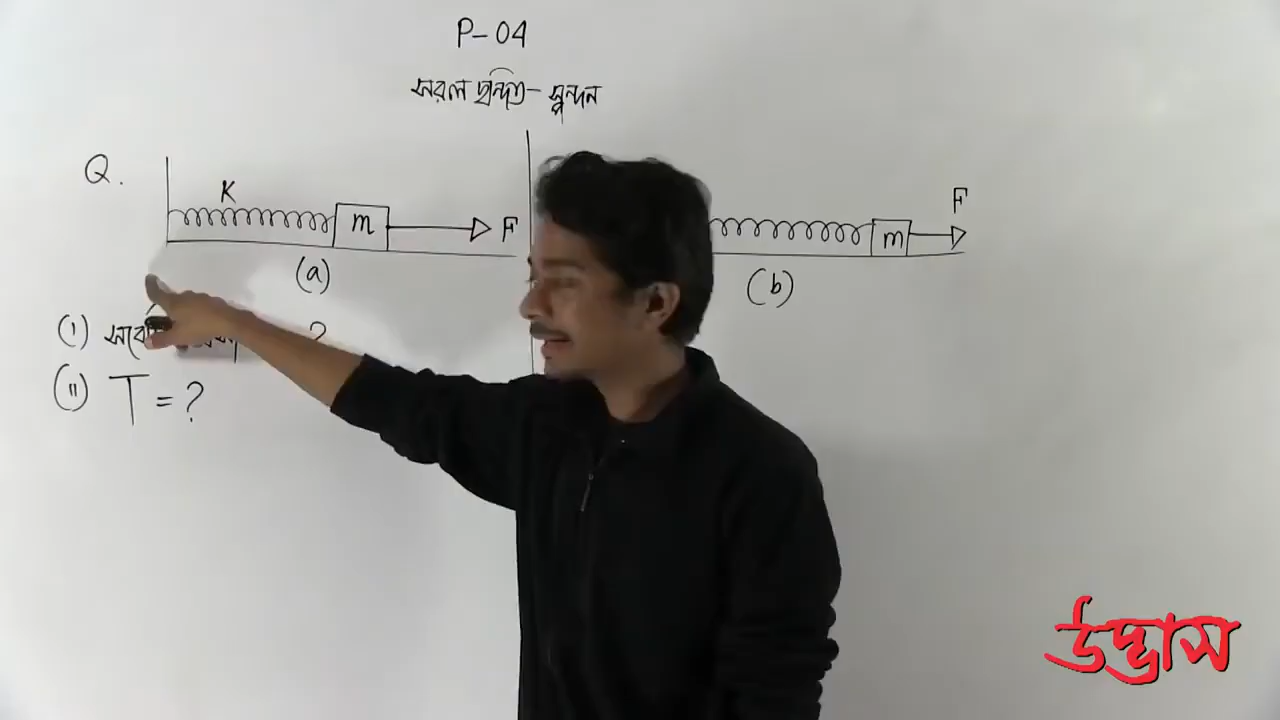 P-04
সরল ছন্দিত-স্পন্দন
Q.
K
m
F
(a)
m
F
(b)
(i) ?
(ii) T = ?
উদ্ভাস